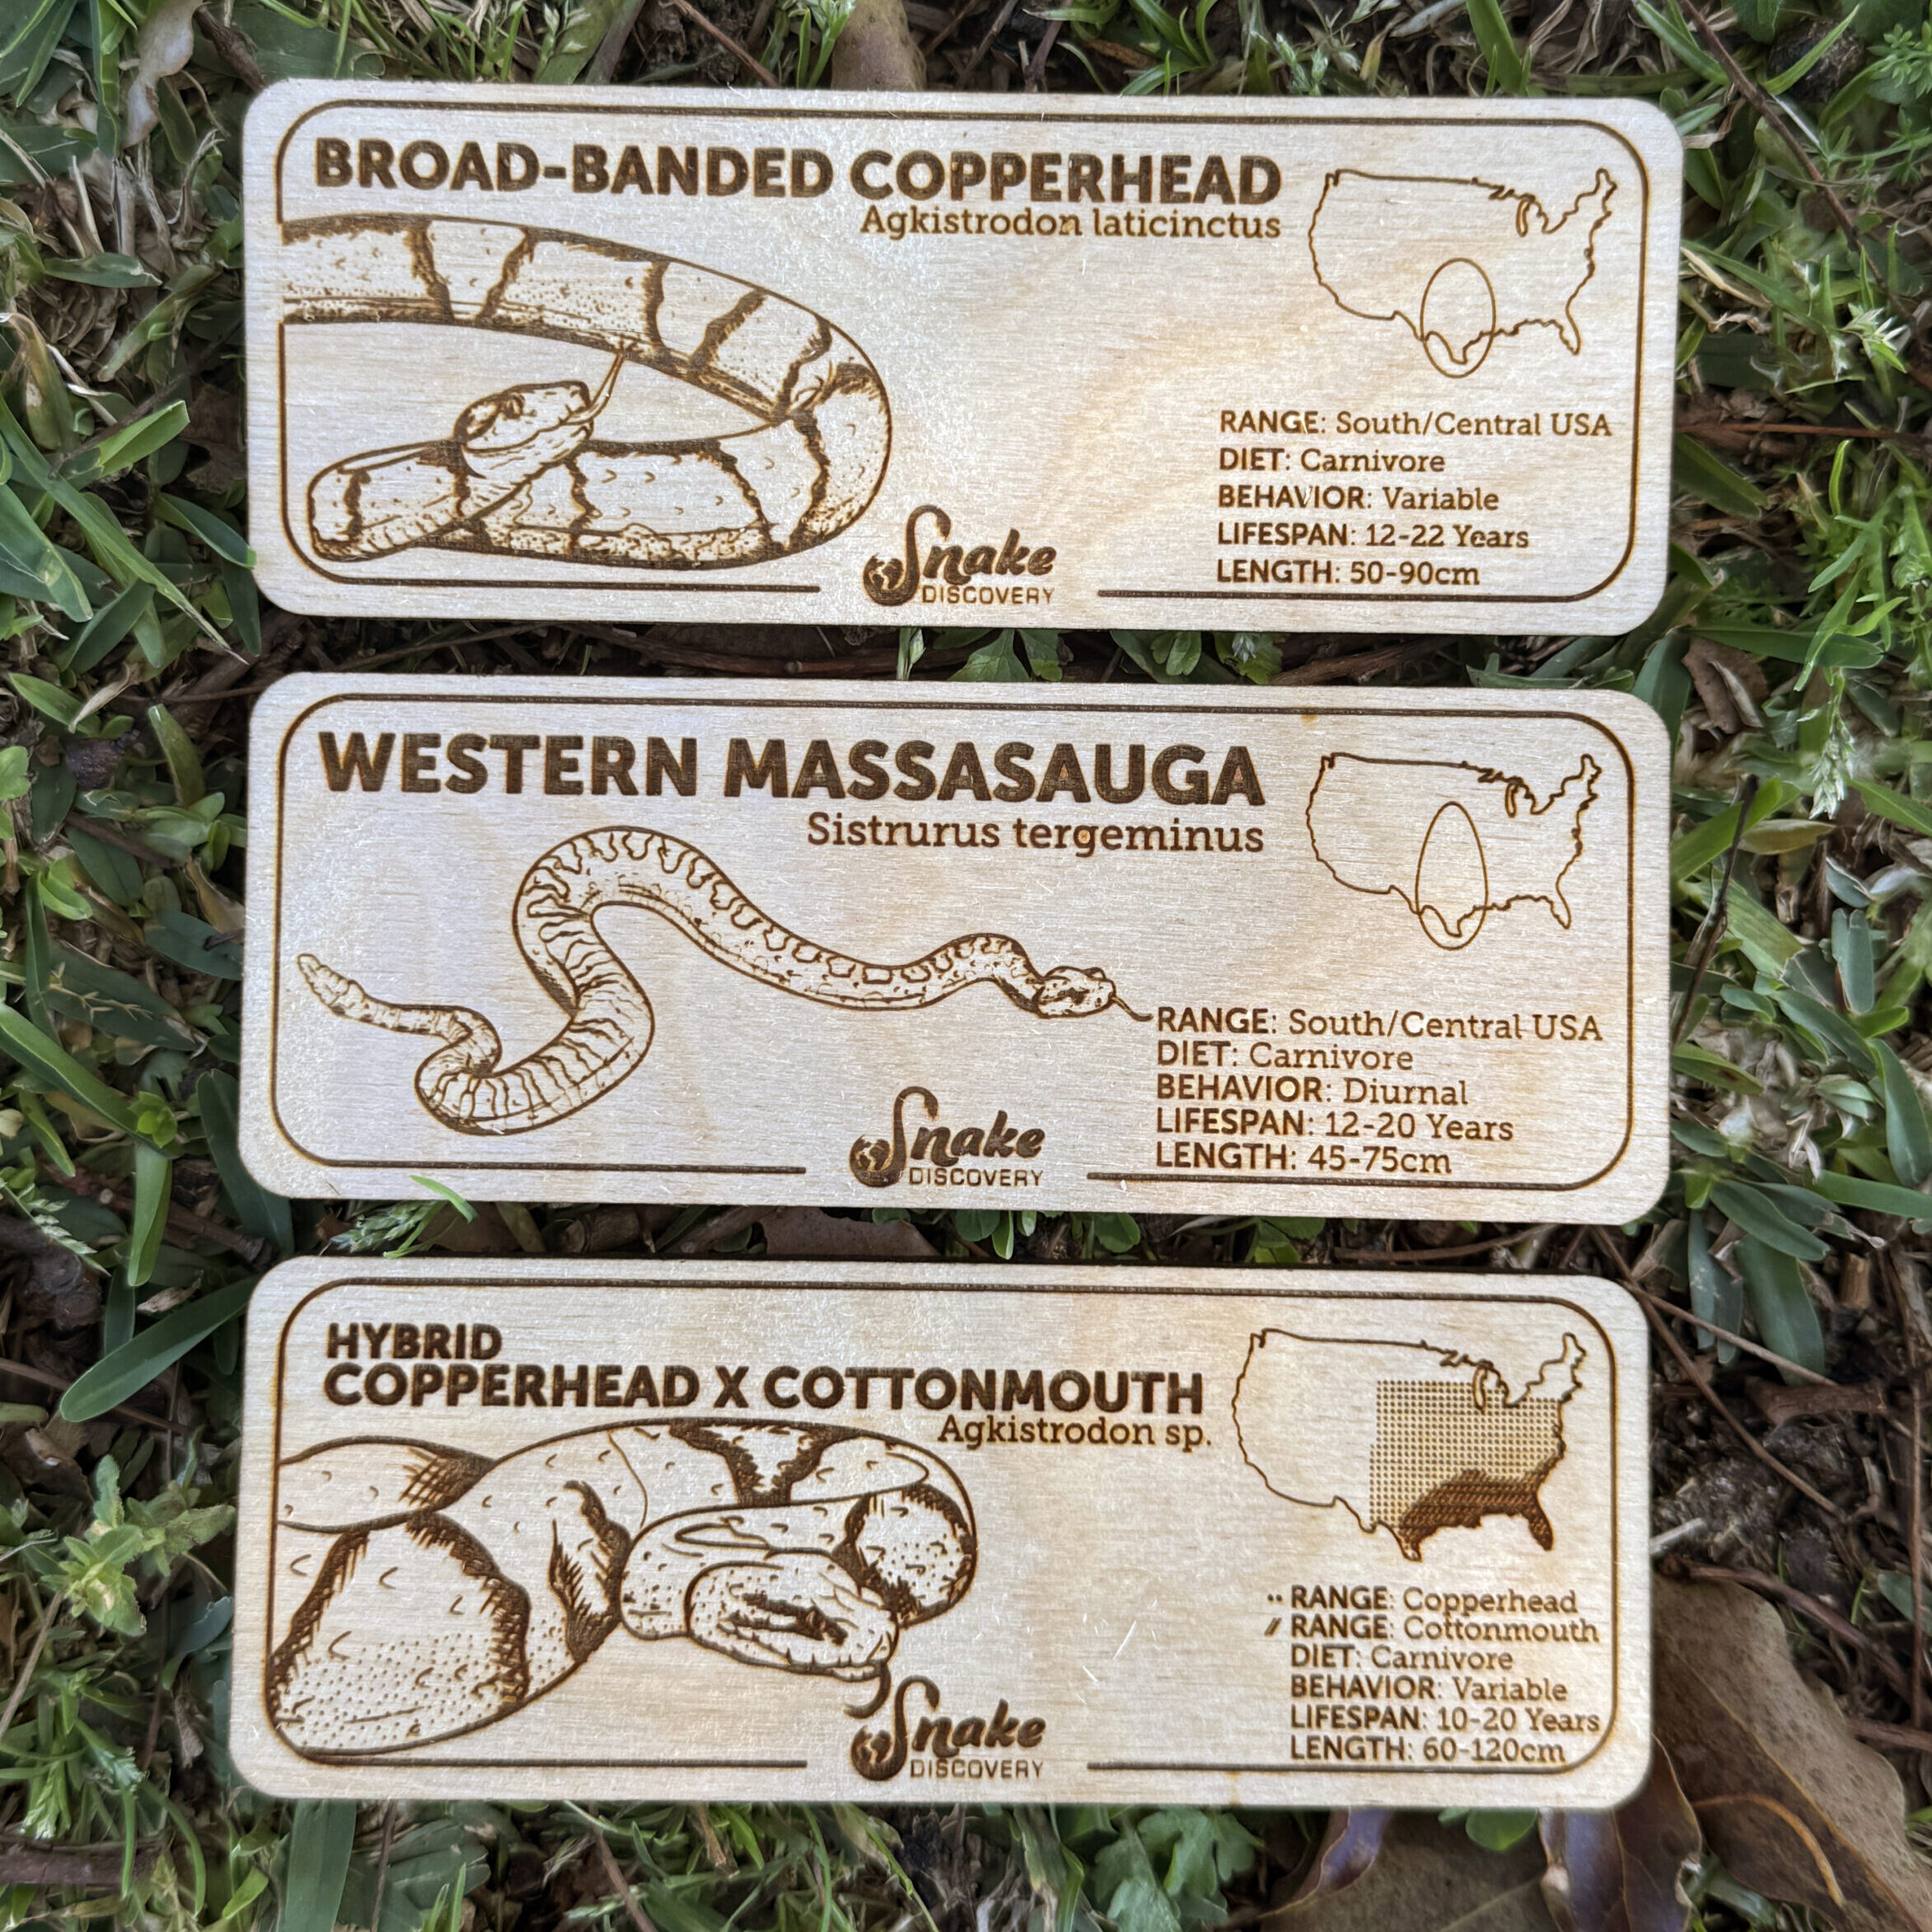 BROAD-BANDED COPPERHEAD
Agkistrodon laticinctus
RANGE: South/Central USA
DIET: Carnivore
BEHAVIOR: Variable
LIFESPAN: 12-22 Years
LENGTH: 50-90cm
Snake
DISCOVERY
WESTERN MASSASAUGA
Sistrurus tergeminus
RANGE: South/Central USA
DIET: Carnivore
BEHAVIOR: Diurnal
LIFESPAN: 12-20 Years
LENGTH: 45-75cm
Snake
DISCOVERY
HYBRID
COPPERHEAD X COTTONMOUTH
Agkistrodon sp.
RANGE: Copperhead
RANGE: Cottonmouth
DIET: Carnivore
BEHAVIOR: Variable
LIFESPAN: 10-20 Years
LENGTH: 60-120cm
Snake
DISCOVERY